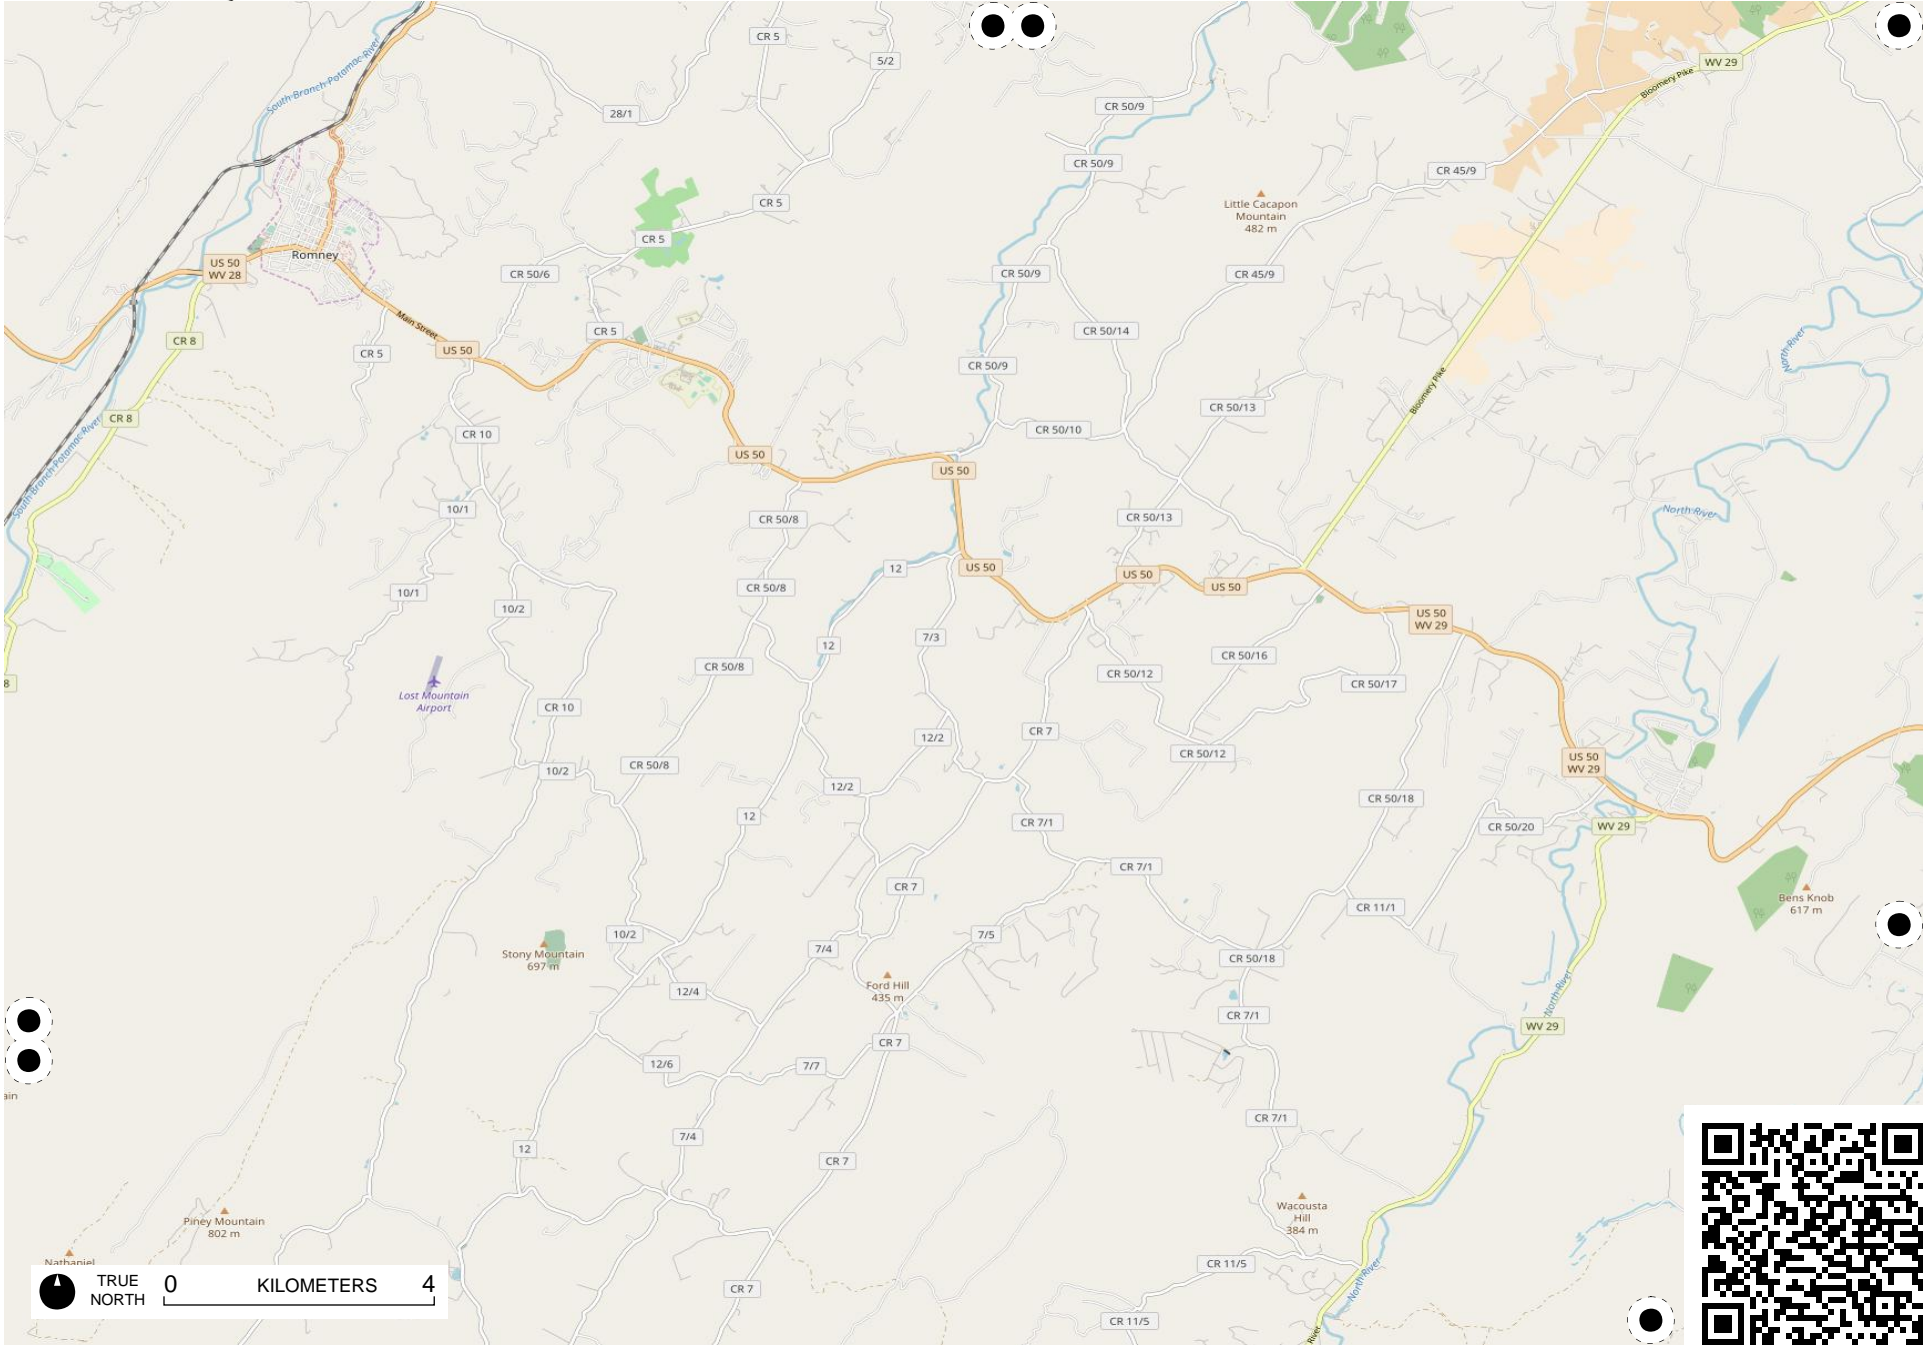 CR 5
5/2
WV 29
Bloomery Pike
South Branch Potomac River
28/1
CR 50/9
CR 50/9
CR 45/9
CR 5
Little Cacapon
Mountain
482 m
CR 5
Romney
US 50
WV 28
CR 50/6
CR 50/9
CR 45/9
Main Street
CR 5
CR 50/14
North River
CR 8
CR 5
US 50
CR 50/9
Bloomery Pike
CR 8
CR 50/13
CR 10
CR 50/10
South Branch Potomac River
US 50
US 50
10/1
CR 50/8
CR 50/13
North River
12
US 50
US 50
US 50
10/1
CR 50/8
10/2
US 50
WV 29
7/3
12
CR 50/16
CR 50/8
CR 50/12
CR 50/17
8
Lost Mountain
Airport
CR 10
CR 7
12/2
CR 50/12
US 50
WV 29
10/2
CR 50/8
12/2
CR 50/18
12
CR 7/1
CR 50/20
WV 29
CR 7/1
CR 7
CR 11/1
Bens Knob
617 m
10/2
7/4
7/5
Stony Mountain
697 m
CR 50/18
Ford Hill
435 m
12/4
North River
CR 7/1
WV 29
CR 7
12/6
7/7
ain
CR 7/1
7/4
12
CR 7
Wacousta
Hill
384 m
Piney Mountain
802 m
Nathaniel
CR 11/5
North River
TRUE
NORTH
0 KILOMETERS 4
CR 7
CR 11/5
River